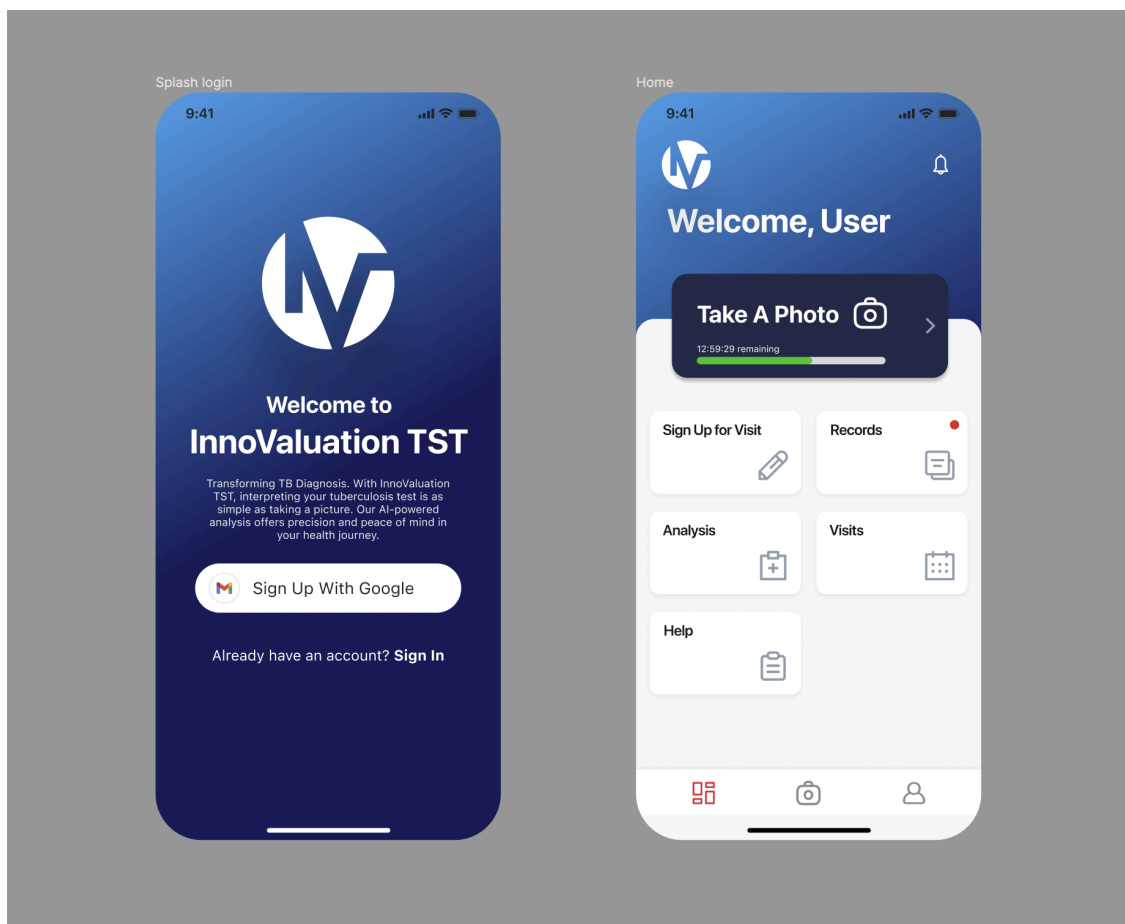 Splash login
9:41
Welcome to
InnoValuation TST
Transforming TB Diagnosis. With InnoValuation
TST, interpreting your tuberculosis test is as
simple as taking a picture. Our AI-powered
analysis offers precision and peace of mind in
your health journey.
Sign Up With Google
Already have an account? Sign In
Home
9:41
Welcome, User
Take A Photo
12:59:29 remaining
Sign Up for Visit
Records
Analysis
Visits
Help